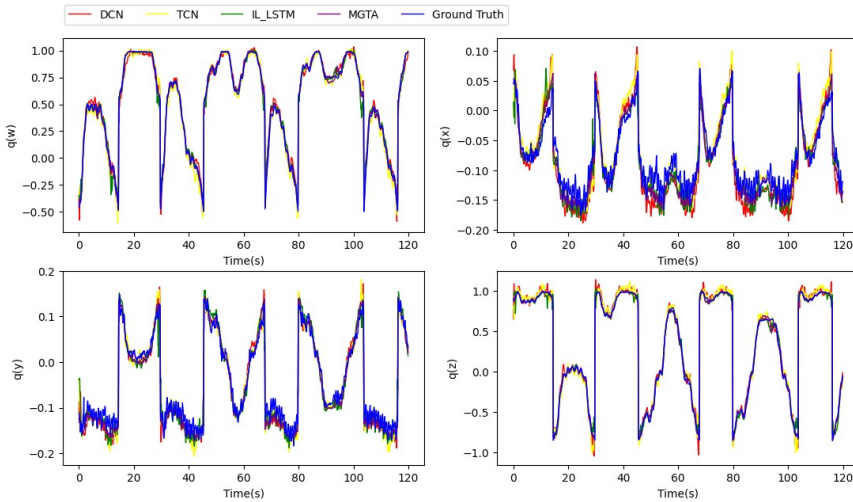 DCN TCN IL_LSTM MGTA Ground Truth
q(w)
1.00
0.75
0.50
0.25
0.00
−0.25
−0.50
0 20 40 60 80 100 120
Time(s)
q(x)
0.10
0.05
0.00
−0.05
−0.10
−0.15
−0.20
0 20 40 60 80 100 120
Time(s)
q(y)
0.2
0.1
0.0
−0.1
−0.2
0 20 40 60 80 100 120
Time(s)
q(z)
1.0
0.5
0.0
−0.5
−1.0
0 20 40 60 80 100 120
Time(s)